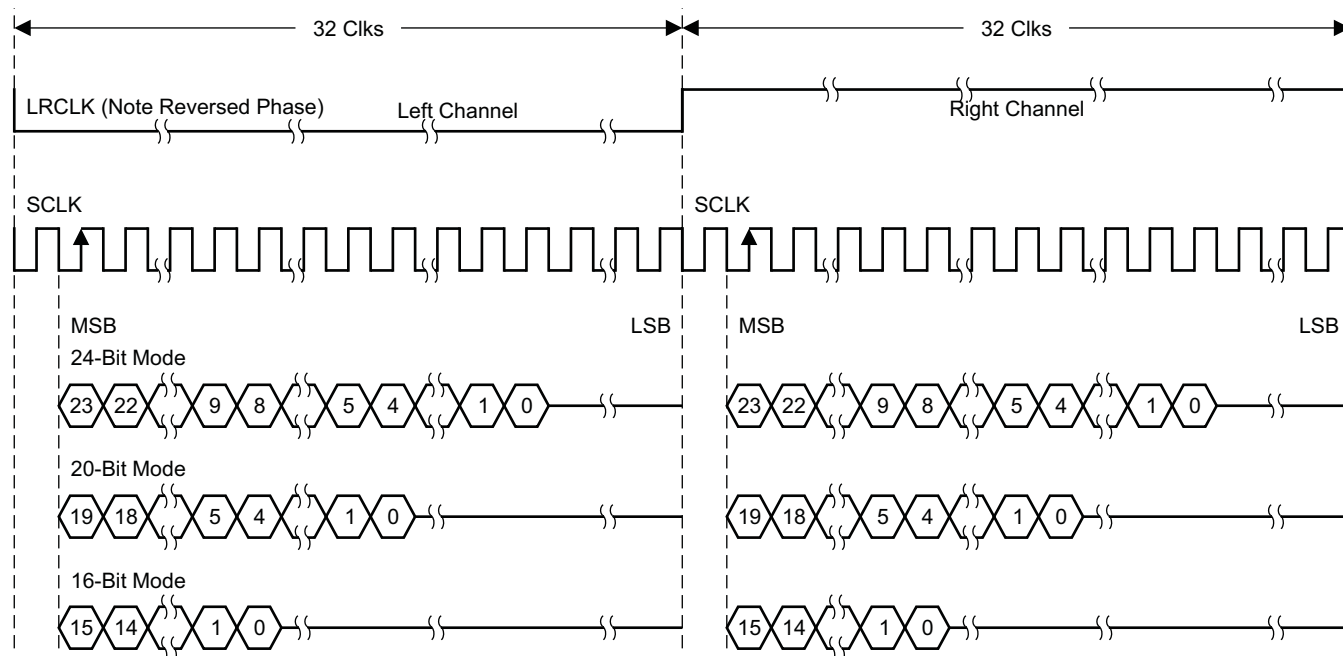 32 Clks 32 Clks
LRCLK (Note Reversed Phase) Left Channel Right Channel
SCLK SCLK
MSB LSB MSB LSB
24-Bit Mode
23 22 9 8 5 4 1 0 23 22 9 8 5 4 1 0
20-Bit Mode
19 18 5 4 1 0 19 18 5 4 1 0
16-Bit Mode
15 14 1 0 15 14 1 0